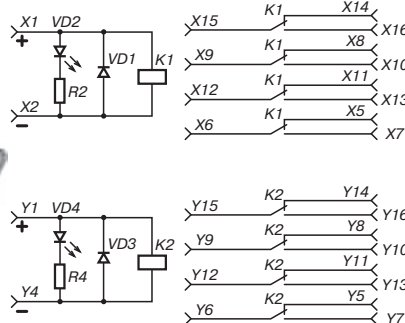 X1 VD2 K1 X14
+ X15 X16
VD1 K1 K1 X8
X9 X10
R2 K1 X11
X12 X13
X2 K1 X5
− X6 X7
Y1 VD4 K2 Y14
+ Y15 Y16
VD3 K2 K2 Y8
Y9 Y10
R4 K2 Y11
Y12 Y13
Y4 K2 Y5
− Y6 Y7